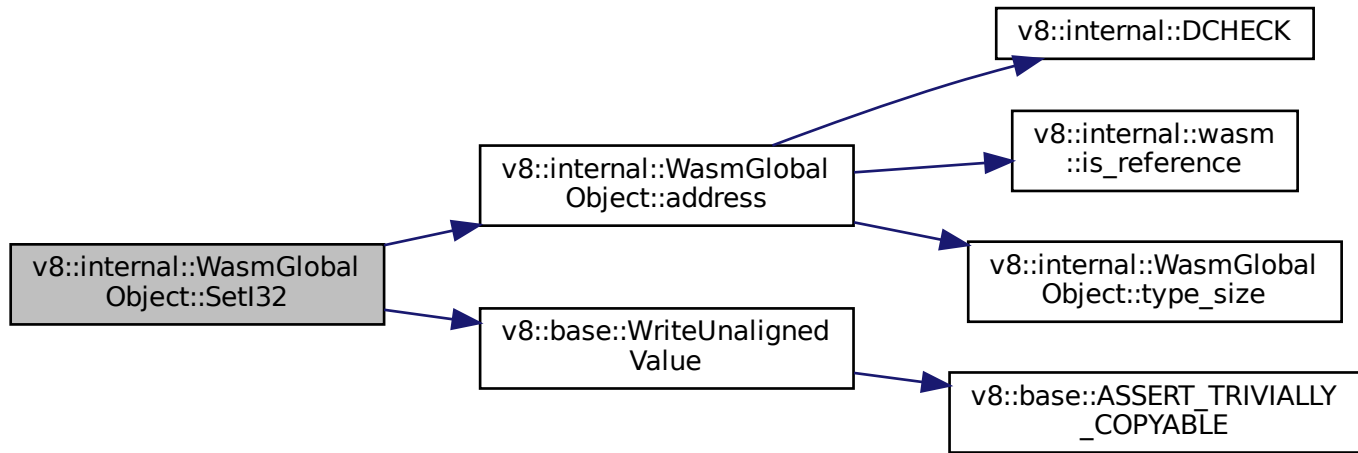 v8::internal::WasmGlobal
Object::SetI32
v8::internal::WasmGlobal
Object::address
v8::base::WriteUnaligned
Value
v8::internal::DCHECK
v8::internal::wasm
::is_reference
v8::internal::WasmGlobal
Object::type_size
v8::base::ASSERT_TRIVIALLY
_COPYABLE